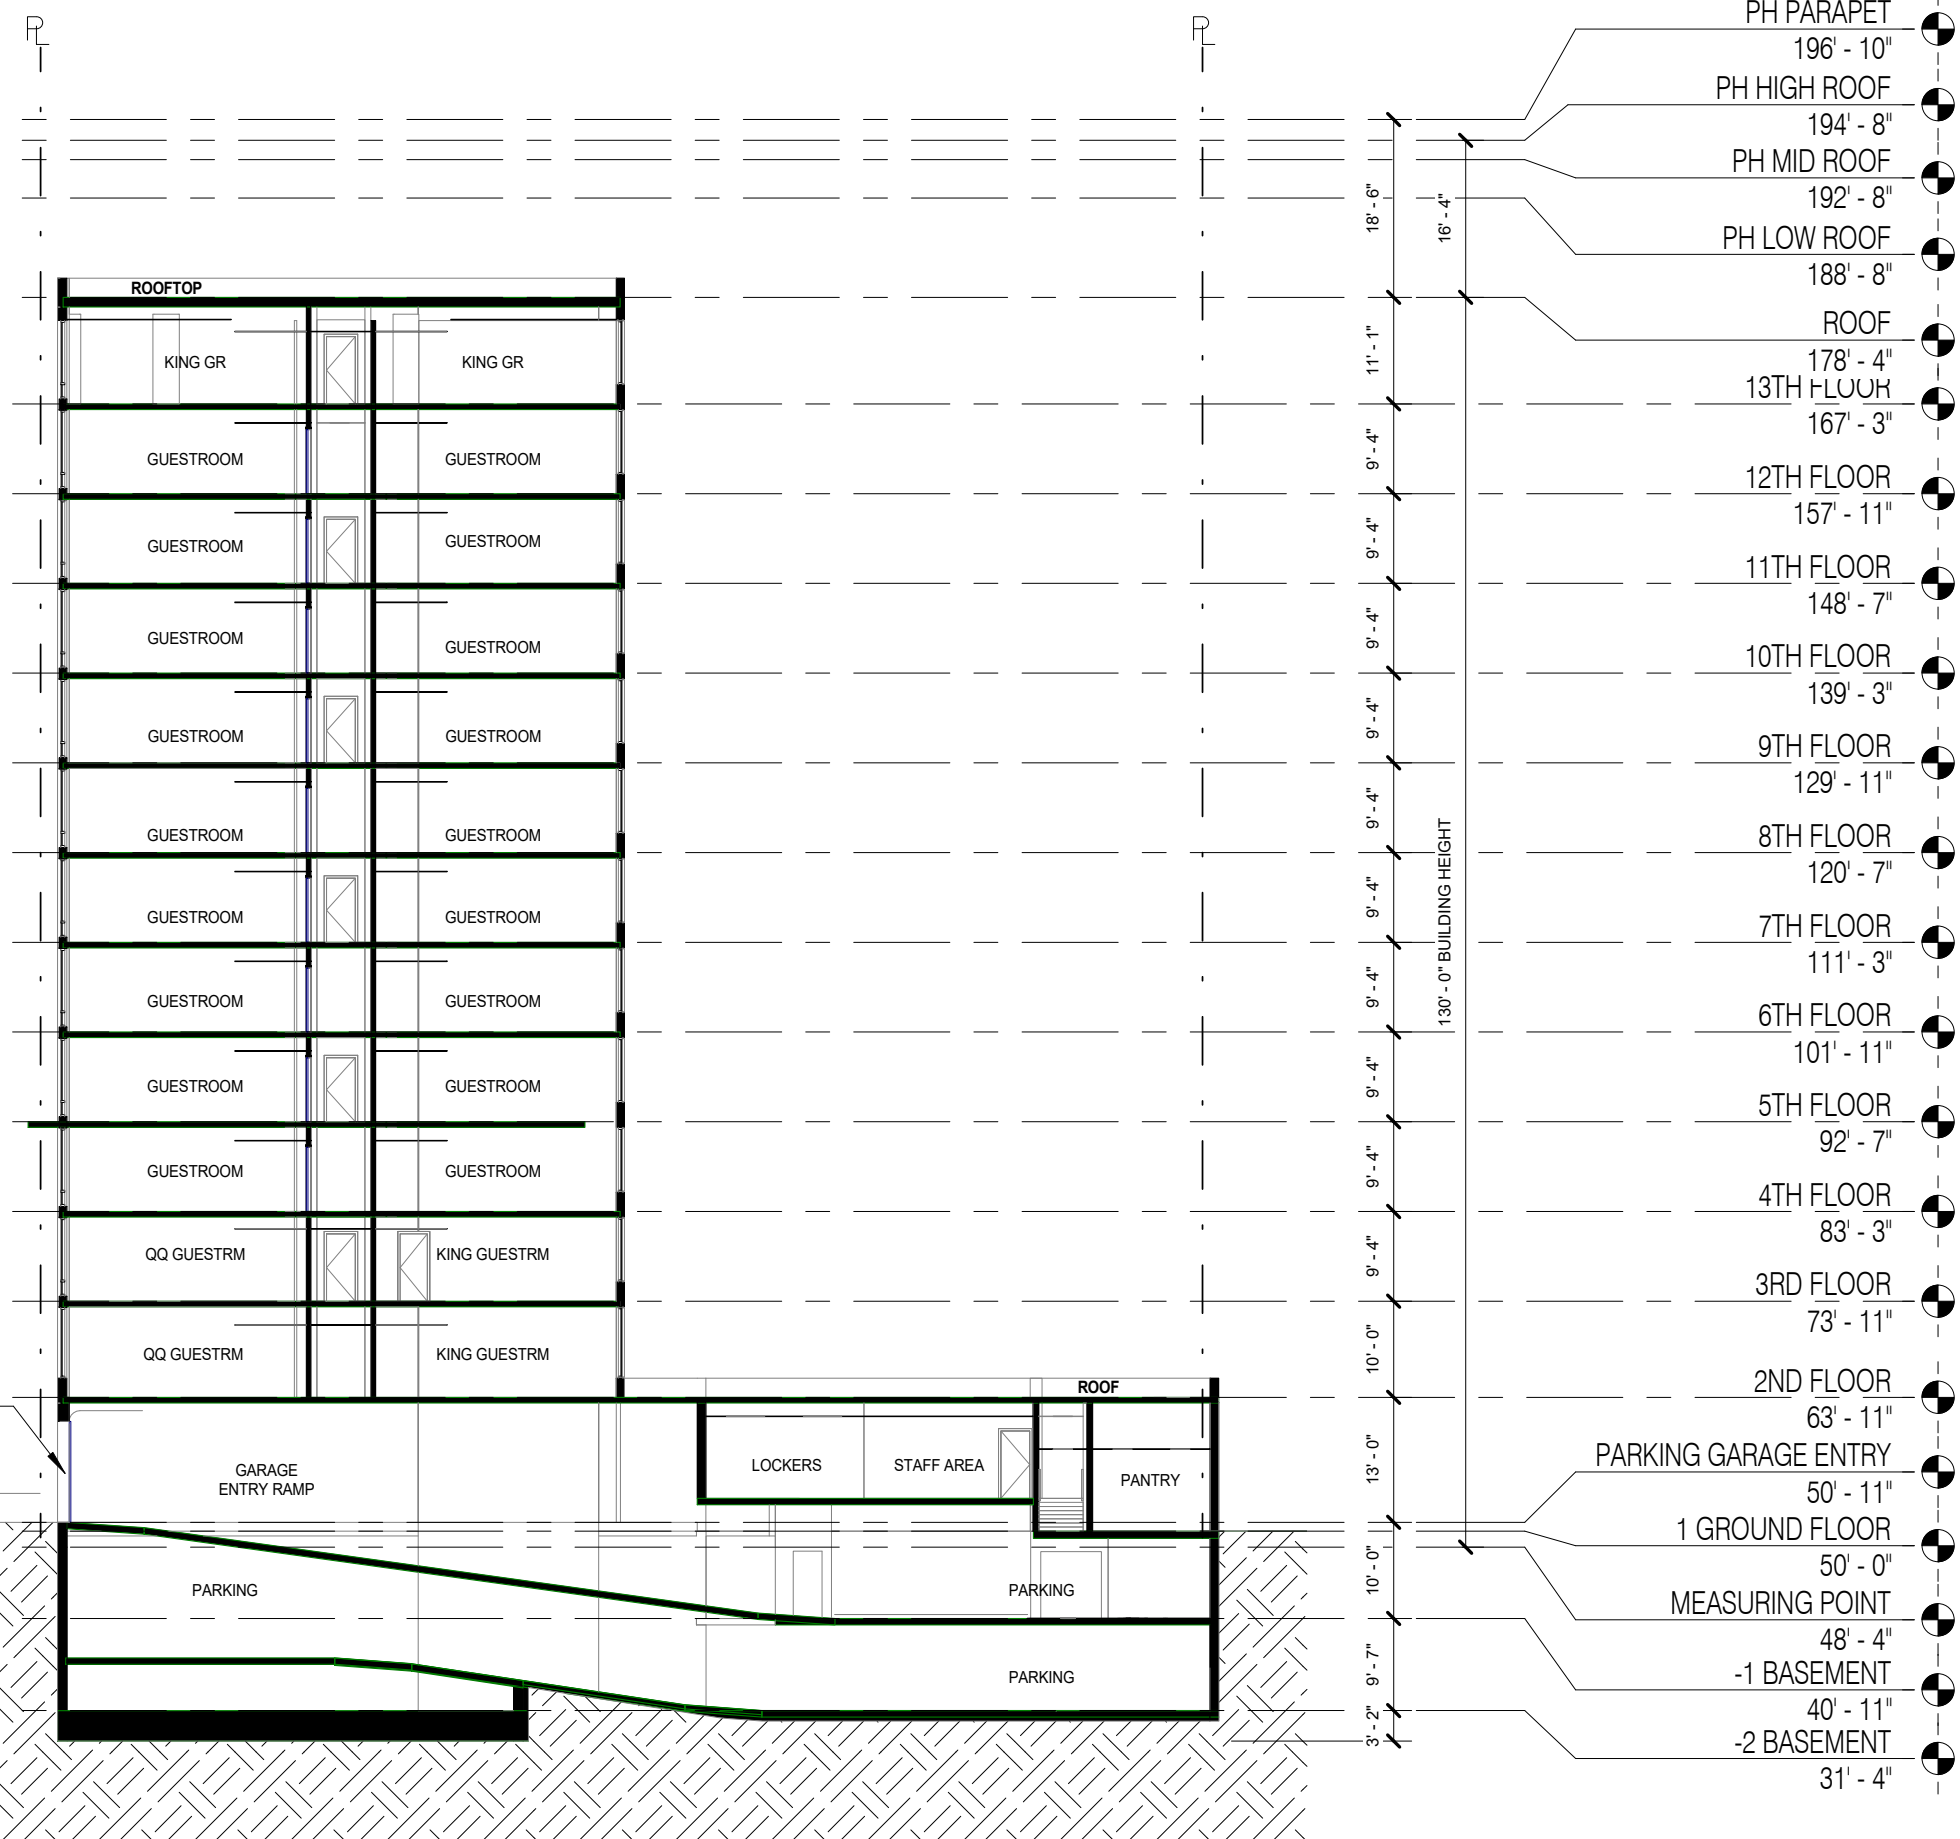 PL
PL
PH PARAPET
196' - 10"
PH HIGH ROOF
194' - 8"
PH MID ROOF
192' - 8"
PH LOW ROOF
188' - 8"
18' - 6"
16' - 4"
ROOFTOP
ROOF
178' - 4"
KING GR
KING GR
11' - 1"
13TH FLOOR
167' - 3"
GUESTROOM
GUESTROOM
9' - 4"
12TH FLOOR
157' - 11"
GUESTROOM
GUESTROOM
9' - 4"
11TH FLOOR
148' - 7"
GUESTROOM
GUESTROOM
9' - 4"
10TH FLOOR
139' - 3"
GUESTROOM
GUESTROOM
9' - 4"
9TH FLOOR
129' - 11"
GUESTROOM
GUESTROOM
9' - 4"
8TH FLOOR
120' - 7"
GUESTROOM
GUESTROOM
9' - 4"
130' - 0" BUILDING HEIGHT
7TH FLOOR
111' - 3"
GUESTROOM
GUESTROOM
9' - 4"
6TH FLOOR
101' - 11"
GUESTROOM
GUESTROOM
9' - 4"
5TH FLOOR
92' - 7"
GUESTROOM
GUESTROOM
9' - 4"
4TH FLOOR
83' - 3"
QQ GUESTRM
KING GUESTRM
9' - 4"
3RD FLOOR
73' - 11"
QQ GUESTRM
KING GUESTRM
10' - 0"
ROOF
2ND FLOOR
63' - 11"
GARAGE
ENTRY RAMP
LOCKERS
STAFF AREA
PANTRY
13' - 0"
PARKING GARAGE ENTRY
50' - 11"
1 GROUND FLOOR
50' - 0"
PARKING
PARKING
10' - 0"
MEASURING POINT
48' - 4"
PARKING
9' - 7"
-1 BASEMENT
40' - 11"
3' - 2"
-2 BASEMENT
31' - 4"